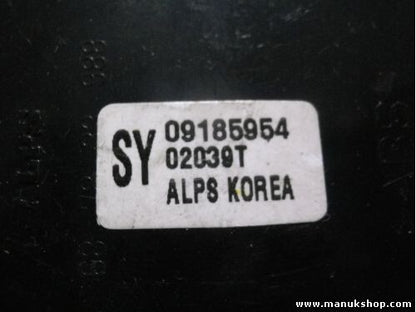 SY
09185954
02039T
ALPS KOREA
www.manukshop.com